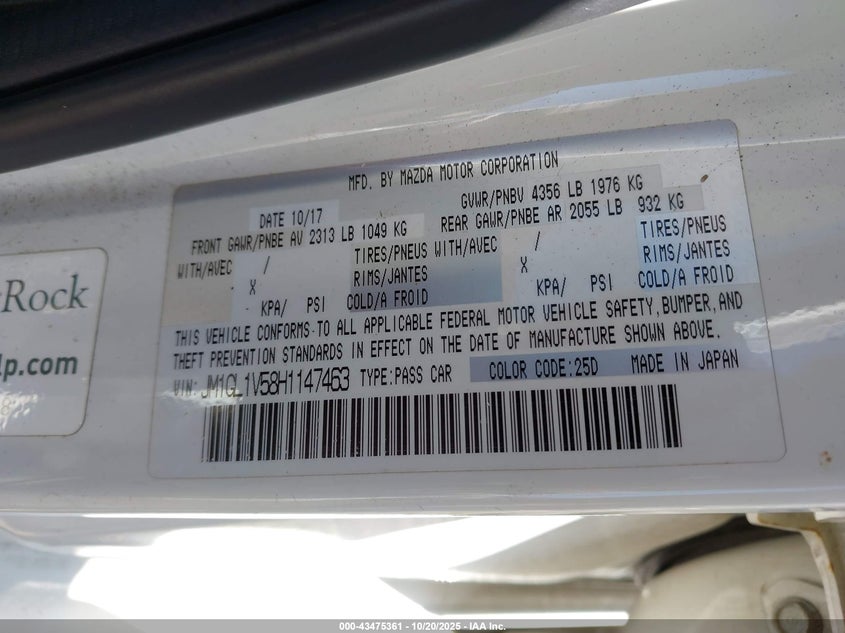 MFD. BY MAZDA MOTOR CORPORATION
DATE 10/17 GVWR/PNBV 4356 LB 1976 KG
FRONT GAWR/PNBE AV 2313 LB 1049 KG REAR GAWR/PNBE AR 2055 LB 932 KG
WITH/AVEC / TIRES/PNEUS WITH/AVEC / TIRES/PNEUS
X RIMS/JANTES X RIMS/JANTES
- KPA/ PSI COLD/A FROID - KPA/ PSI COLD/A FROID
THIS VEHICLE CONFORMS TO ALL APPLICABLE FEDERAL MOTOR VEHICLE SAFETY, BUMPER, AND
THEFT PREVENTION STANDARDS IN EFFECT ON THE DATE OF MANUFACTURE SHOWN ABOVE.
VIN: JM1GL1V58H1147463 TYPE:PASS CAR COLOR CODE:25D MADE IN JAPAN
Rock
lp.com
000-43475361 - 10/20/2025 - IAA Inc.